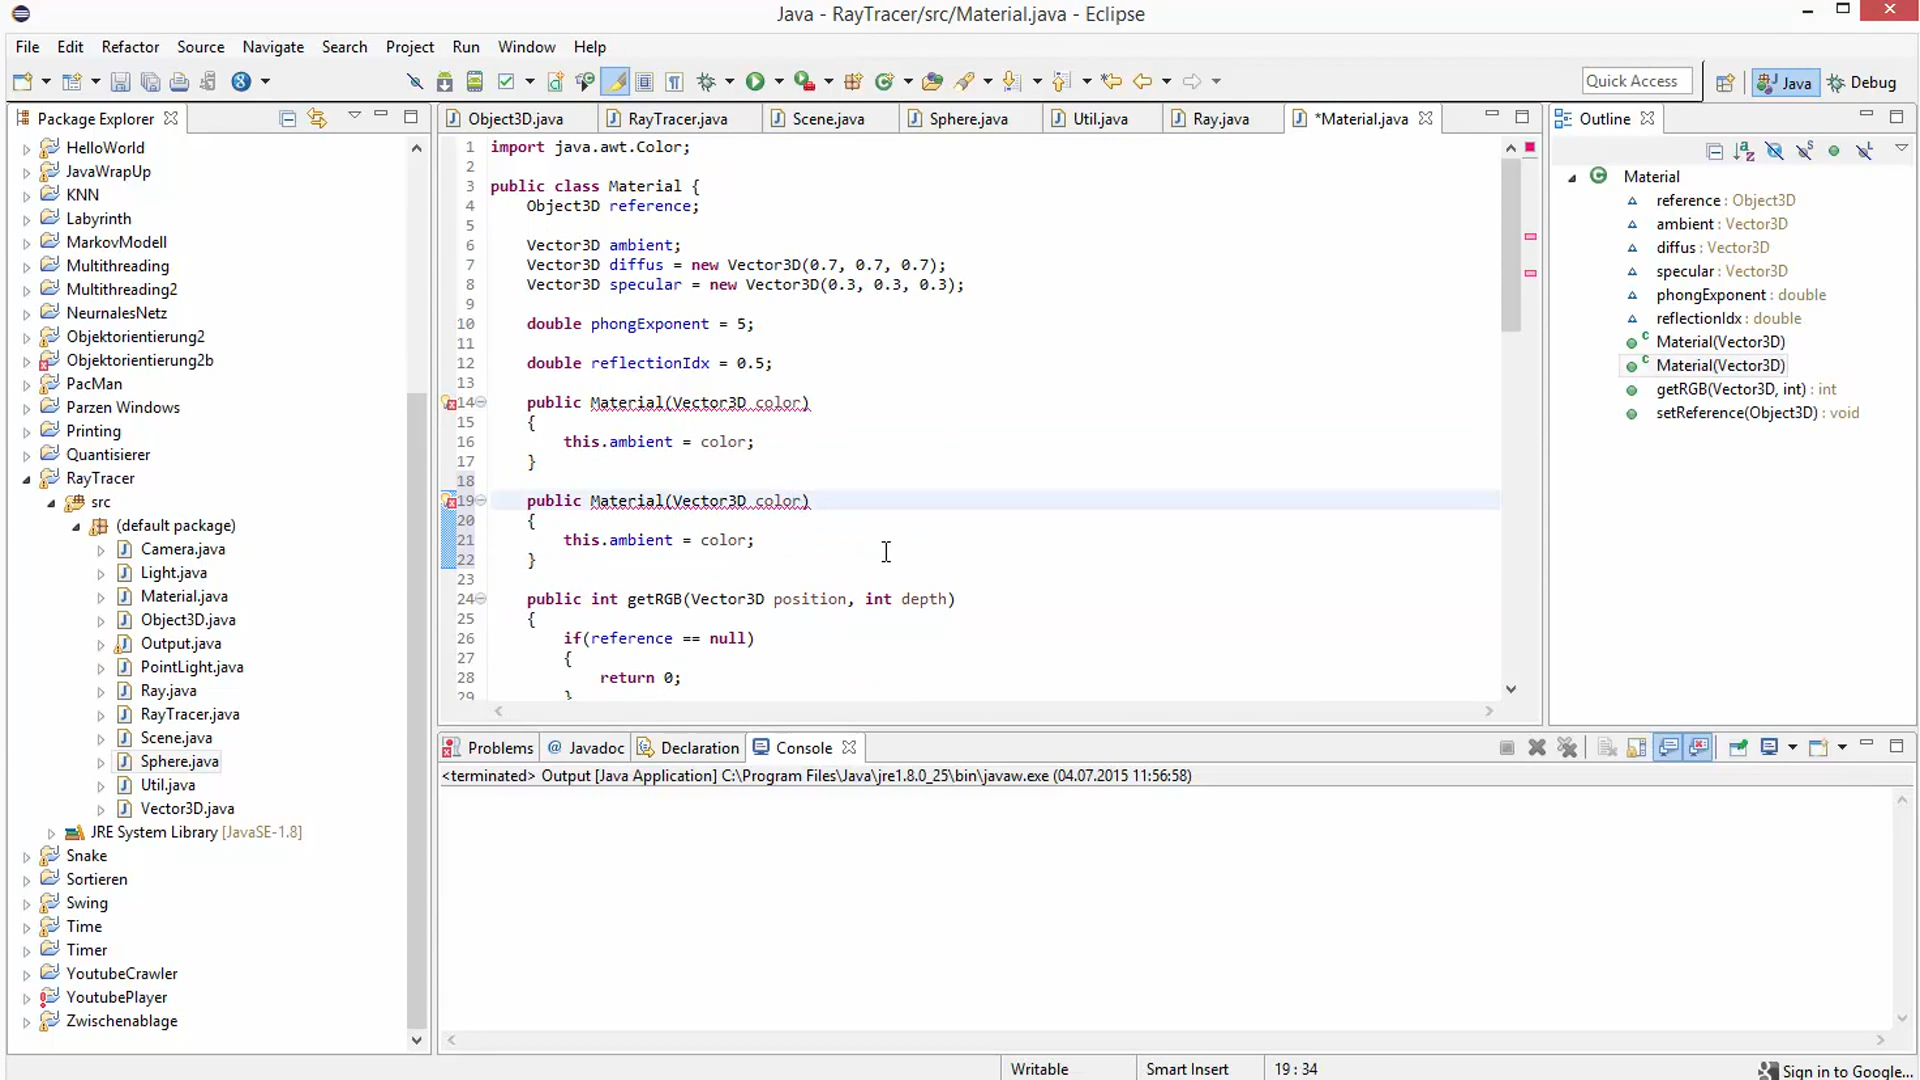 Java - RayTracer/src/Material.java - Eclipse
File Edit Refactor Source Navigate Search Project Run Window Help
Quick Access Java Debug
Package Explorer
HelloWorld
JavaWrapUp
KNN
Labyrinth
MarkovModell
Multithreading
Multithreading2
NeurnalesNetz
Objektorientierung2
Objektorientierung2b
PacMan
Parzen Windows
Printing
Quantisierer
RayTracer
src
(default package)
Camera.java
Light.java
Material.java
Object3D.java
Output.java
PointLight.java
Ray.java
RayTracer.java
Scene.java
Sphere.java
Util.java
Vector3D.java
JRE System Library [JavaSE-1.8]
Snake
Sortieren
Swing
Time
Timer
YoutubeCrawler
YoutubePlayer
Zwischenablage
Object3D.java RayTracer.java Scene.java Sphere.java Util.java Ray.java *Material.java
1 import java.awt.Color;
2
3 public class Material {
4 Object3D reference;
5
6 Vector3D ambient;
7 Vector3D diffus = new Vector3D(0.7, 0.7, 0.7);
8 Vector3D specular = new Vector3D(0.3, 0.3, 0.3);
9
10 double phongExponent = 5;
11
12 double reflectionIdx = 0.5;
13
14 public Material(Vector3D color)
15 {
16 this.ambient = color;
17 }
18
19 public Material(Vector3D color)
20 {
21 this.ambient = color;
22 }
23
24 public int getRGB(Vector3D position, int depth)
25 {
26 if(reference == null)
27 {
28 return 0;
29 }
Outline
Material
reference : Object3D
ambient : Vector3D
diffus : Vector3D
specular : Vector3D
phongExponent : double
reflectionIdx : double
Material(Vector3D)
Material(Vector3D)
getRGB(Vector3D, int) : int
setReference(Object3D) : void
Problems @ Javadoc Declaration Console
<terminated> Output [Java Application] C:\Program Files\Java\jre1.8.0_25\bin\javaw.exe (04.07.2015 11:56:58)
Writable Smart Insert 19 : 34 Sign in to Google...